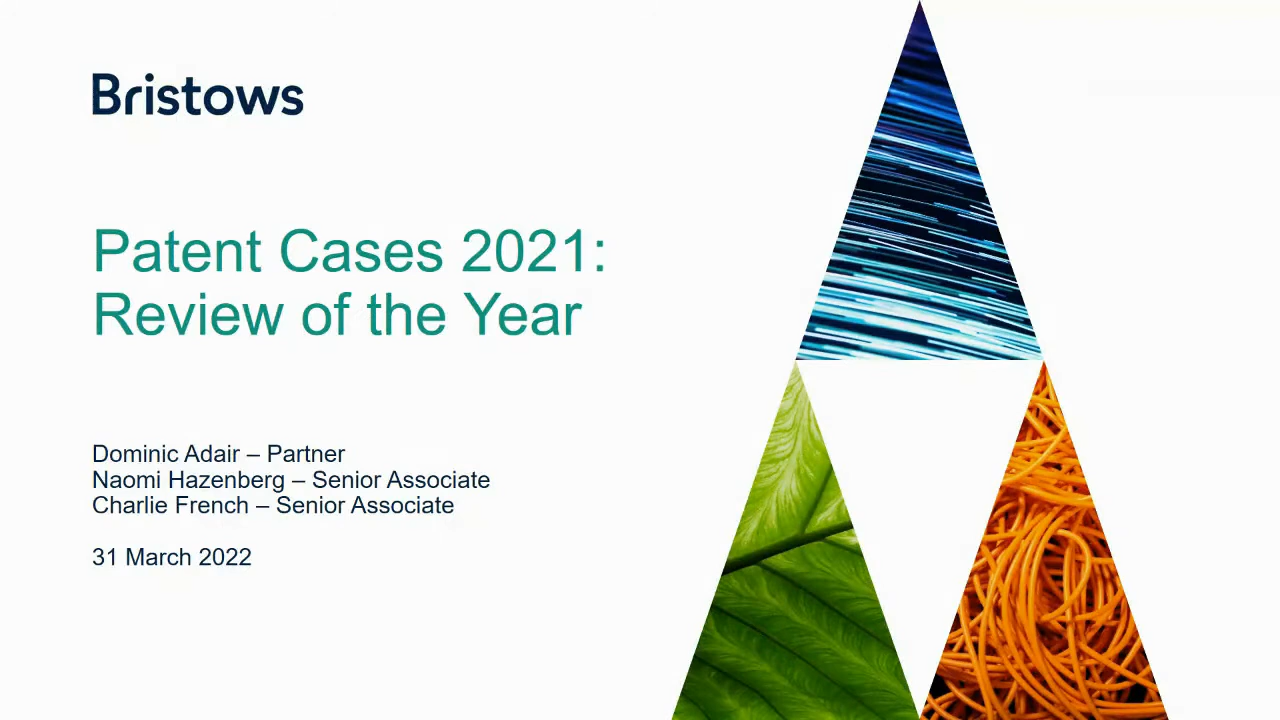 Bristows
Patent Cases 2021:
Review of the Year
Dominic Adair – Partner
Naomi Hazenberg – Senior Associate
Charlie French – Senior Associate
31 March 2022